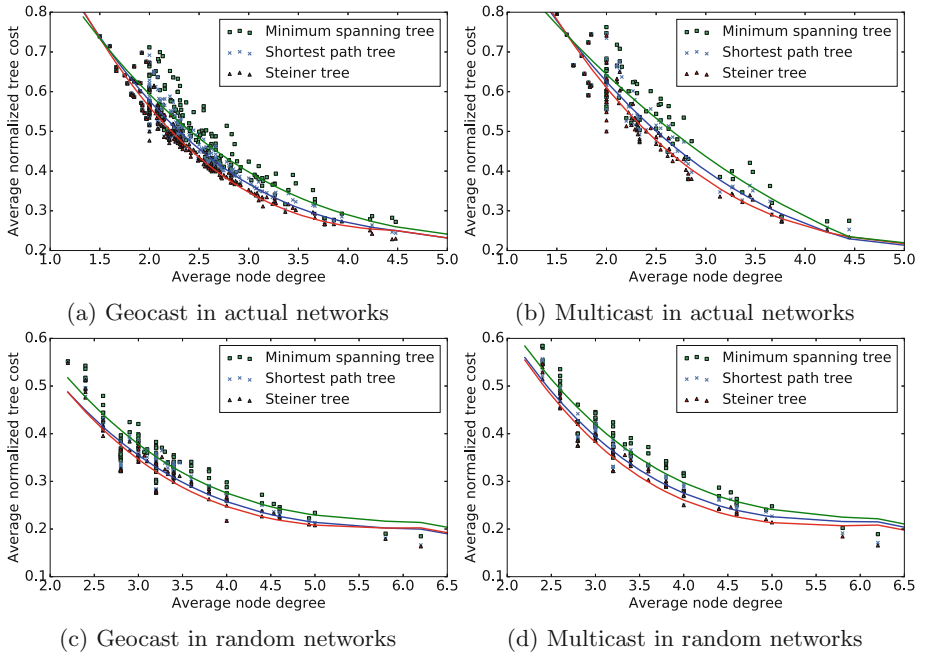 0.8
0.7
0.6
0.5
0.4
0.3
0.2
Average normalized tree cost
Minimum spanning tree
Shortest path tree
Steiner tree
1.0 1.5 2.0 2.5 3.0 3.5 4.0 4.5 5.0
Average node degree
(a) Geocast in actual networks
0.8
0.7
0.6
0.5
0.4
0.3
0.2
Average normalized tree cost
Minimum spanning tree
Shortest path tree
Steiner tree
1.0 1.5 2.0 2.5 3.0 3.5 4.0 4.5 5.0
Average node degree
(b) Multicast in actual networks
0.6
0.5
0.4
0.3
0.2
0.1
Average normalized tree cost
Minimum spanning tree
Shortest path tree
Steiner tree
2.0 2.5 3.0 3.5 4.0 4.5 5.0 5.5 6.0 6.5
Average node degree
(c) Geocast in random networks
0.6
0.5
0.4
0.3
0.2
0.1
Average normalized tree cost
Minimum spanning tree
Shortest path tree
Steiner tree
2.0 2.5 3.0 3.5 4.0 4.5 5.0 5.5 6.0 6.5
Average node degree
(d) Multicast in random networks